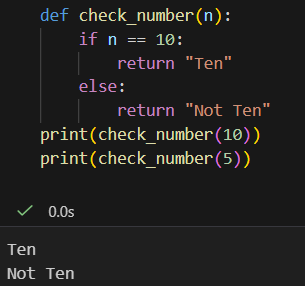 def check_number(n):
    if n == 10:
        return "Ten"
    else:
        return "Not Ten"
print(check_number(10))
print(check_number(5))
0.0s
Ten
Not Ten